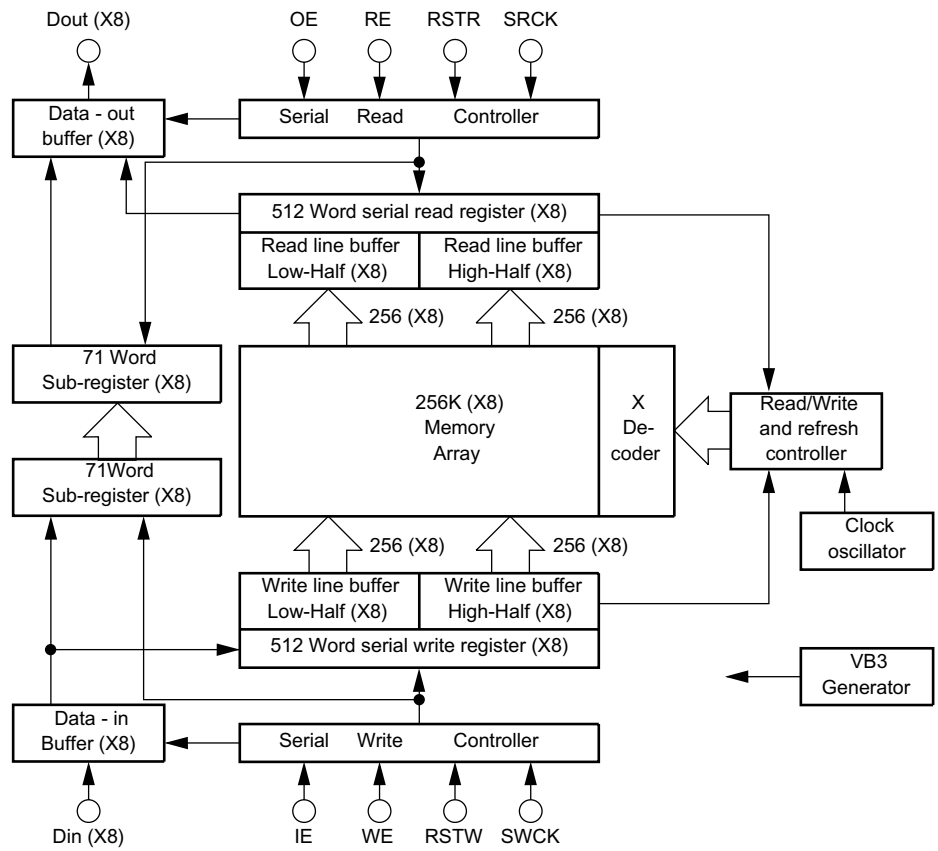 Dout (X8)
OE
RE
RSTR
SRCK
Data - out
buffer (X8)
Serial Read Controller
512 Word serial read register (X8)
Read line buffer
Low-Half (X8)
Read line buffer
High-Half (X8)
256 (X8)
256 (X8)
71 Word
Sub-register (X8)
256K (X8)
Memory
Array
X
De-
coder
Read/Write
and refresh
controller
71Word
Sub-register (X8)
Clock
oscillator
256 (X8)
256 (X8)
Write line buffer
Low-Half (X8)
Write line buffer
High-Half (X8)
512 Word serial write register (X8)
VB3
Generator
Data - in
Buffer (X8)
Serial Write Controller
Din (X8)
IE
WE
RSTW
SWCK